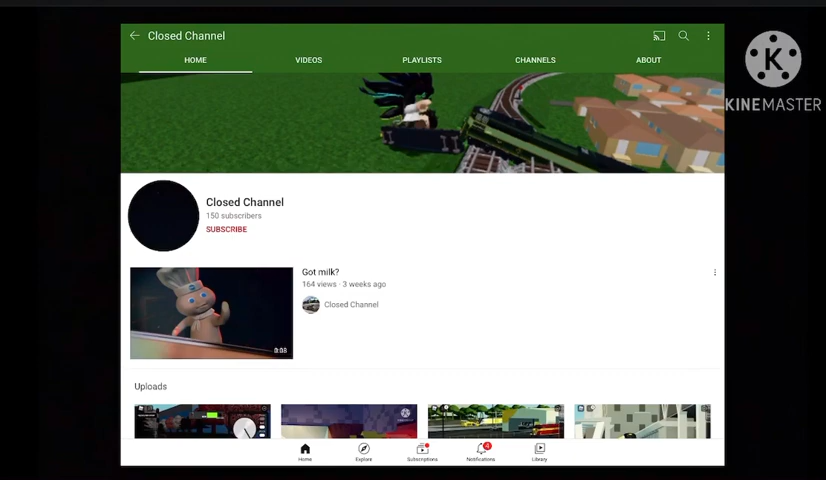 Closed Channel
HOME VIDEOS PLAYLISTS CHANNELS ABOUT
K
KINEMASTER
Closed Channel
150 subscribers
SUBSCRIBE
Got milk?
164 views · 3 weeks ago
Closed Channel
0:08
Uploads
Home Explore Subscriptions Notifications Library
4